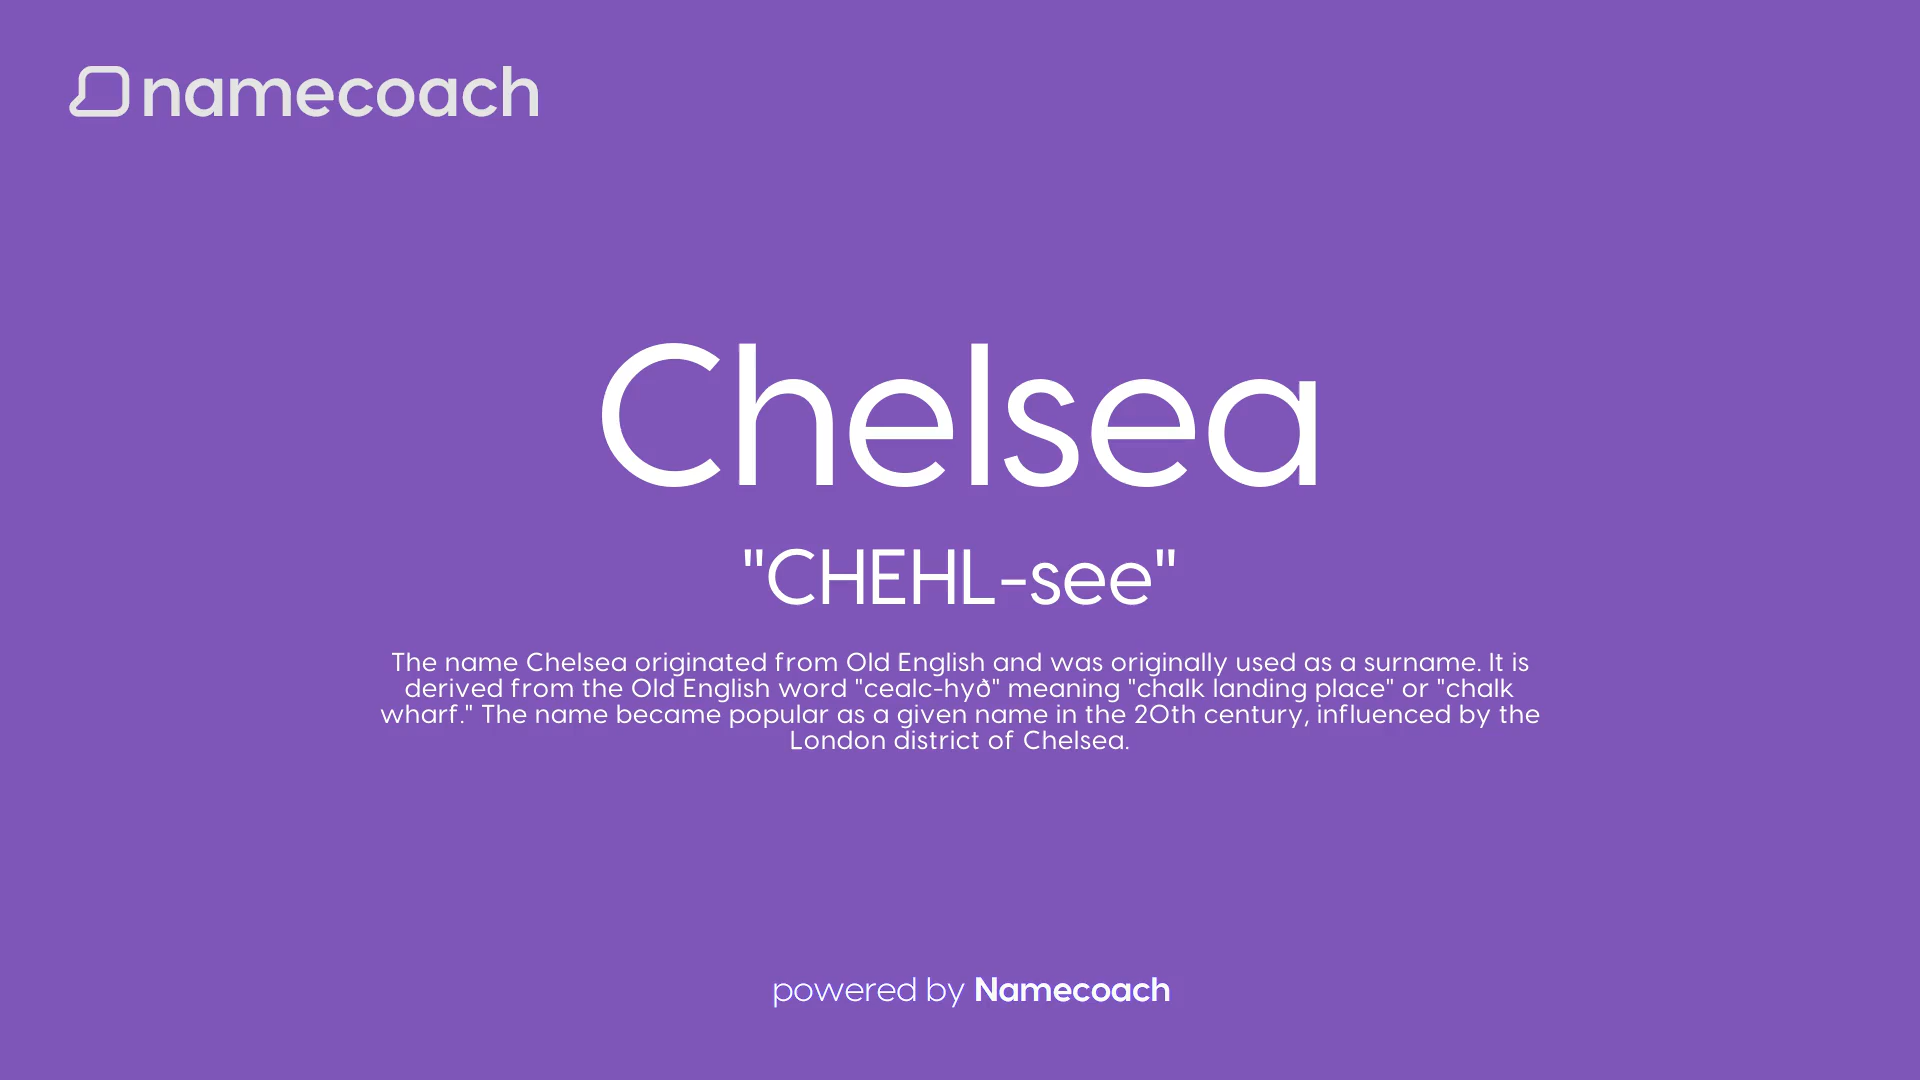 namecoach
Chelsea
"CHEHL-see"
The name Chelsea originated from Old English and was originally used as a surname. It is
derived from the Old English word "cealc-hyð" meaning "chalk landing place" or "chalk
wharf." The name became popular as a given name in the 20th century, influenced by the
London district of Chelsea.
powered by Namecoach